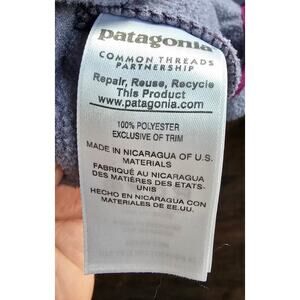 patagonia
COMMON THREADS
PARTNERSHIP
Repair, Reuse, Recycle
This Product
www.patagonia.com
100% POLYESTER
EXCLUSIVE OF TRIM
MADE IN NICARAGUA OF U.S.
MATERIALS
FABRIQUÉ AU NICARAGUA
DES MATIÈRES DES ETATS-
UNIS
HECHO EN NICARAGUA CON
MATERIALES DE EE.UU.